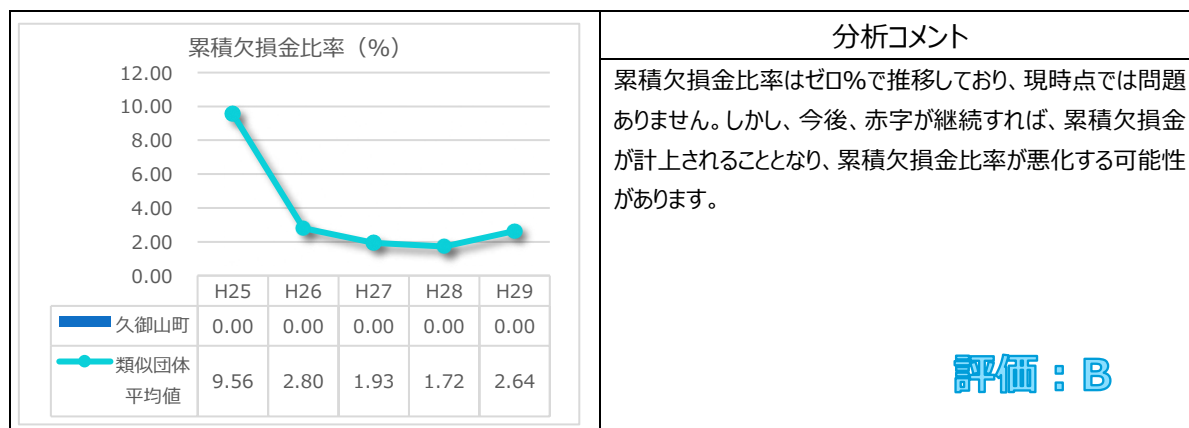 累積欠損金比率（%）
12.00
10.00
8.00
6.00
4.00
2.00
0.00
H25 H26 H27 H28 H29
久御山町 0.00 0.00 0.00 0.00 0.00
類似団体
平均値 9.56 2.80 1.93 1.72 2.64
分析コメント
累積欠損金比率はゼロ%で推移しており、現時点では問題
ありません。しかし、今後、赤字が継続すれば、累積欠損金
が計上されることとなり、累積欠損金比率が悪化する可能性
があります。
評価：B